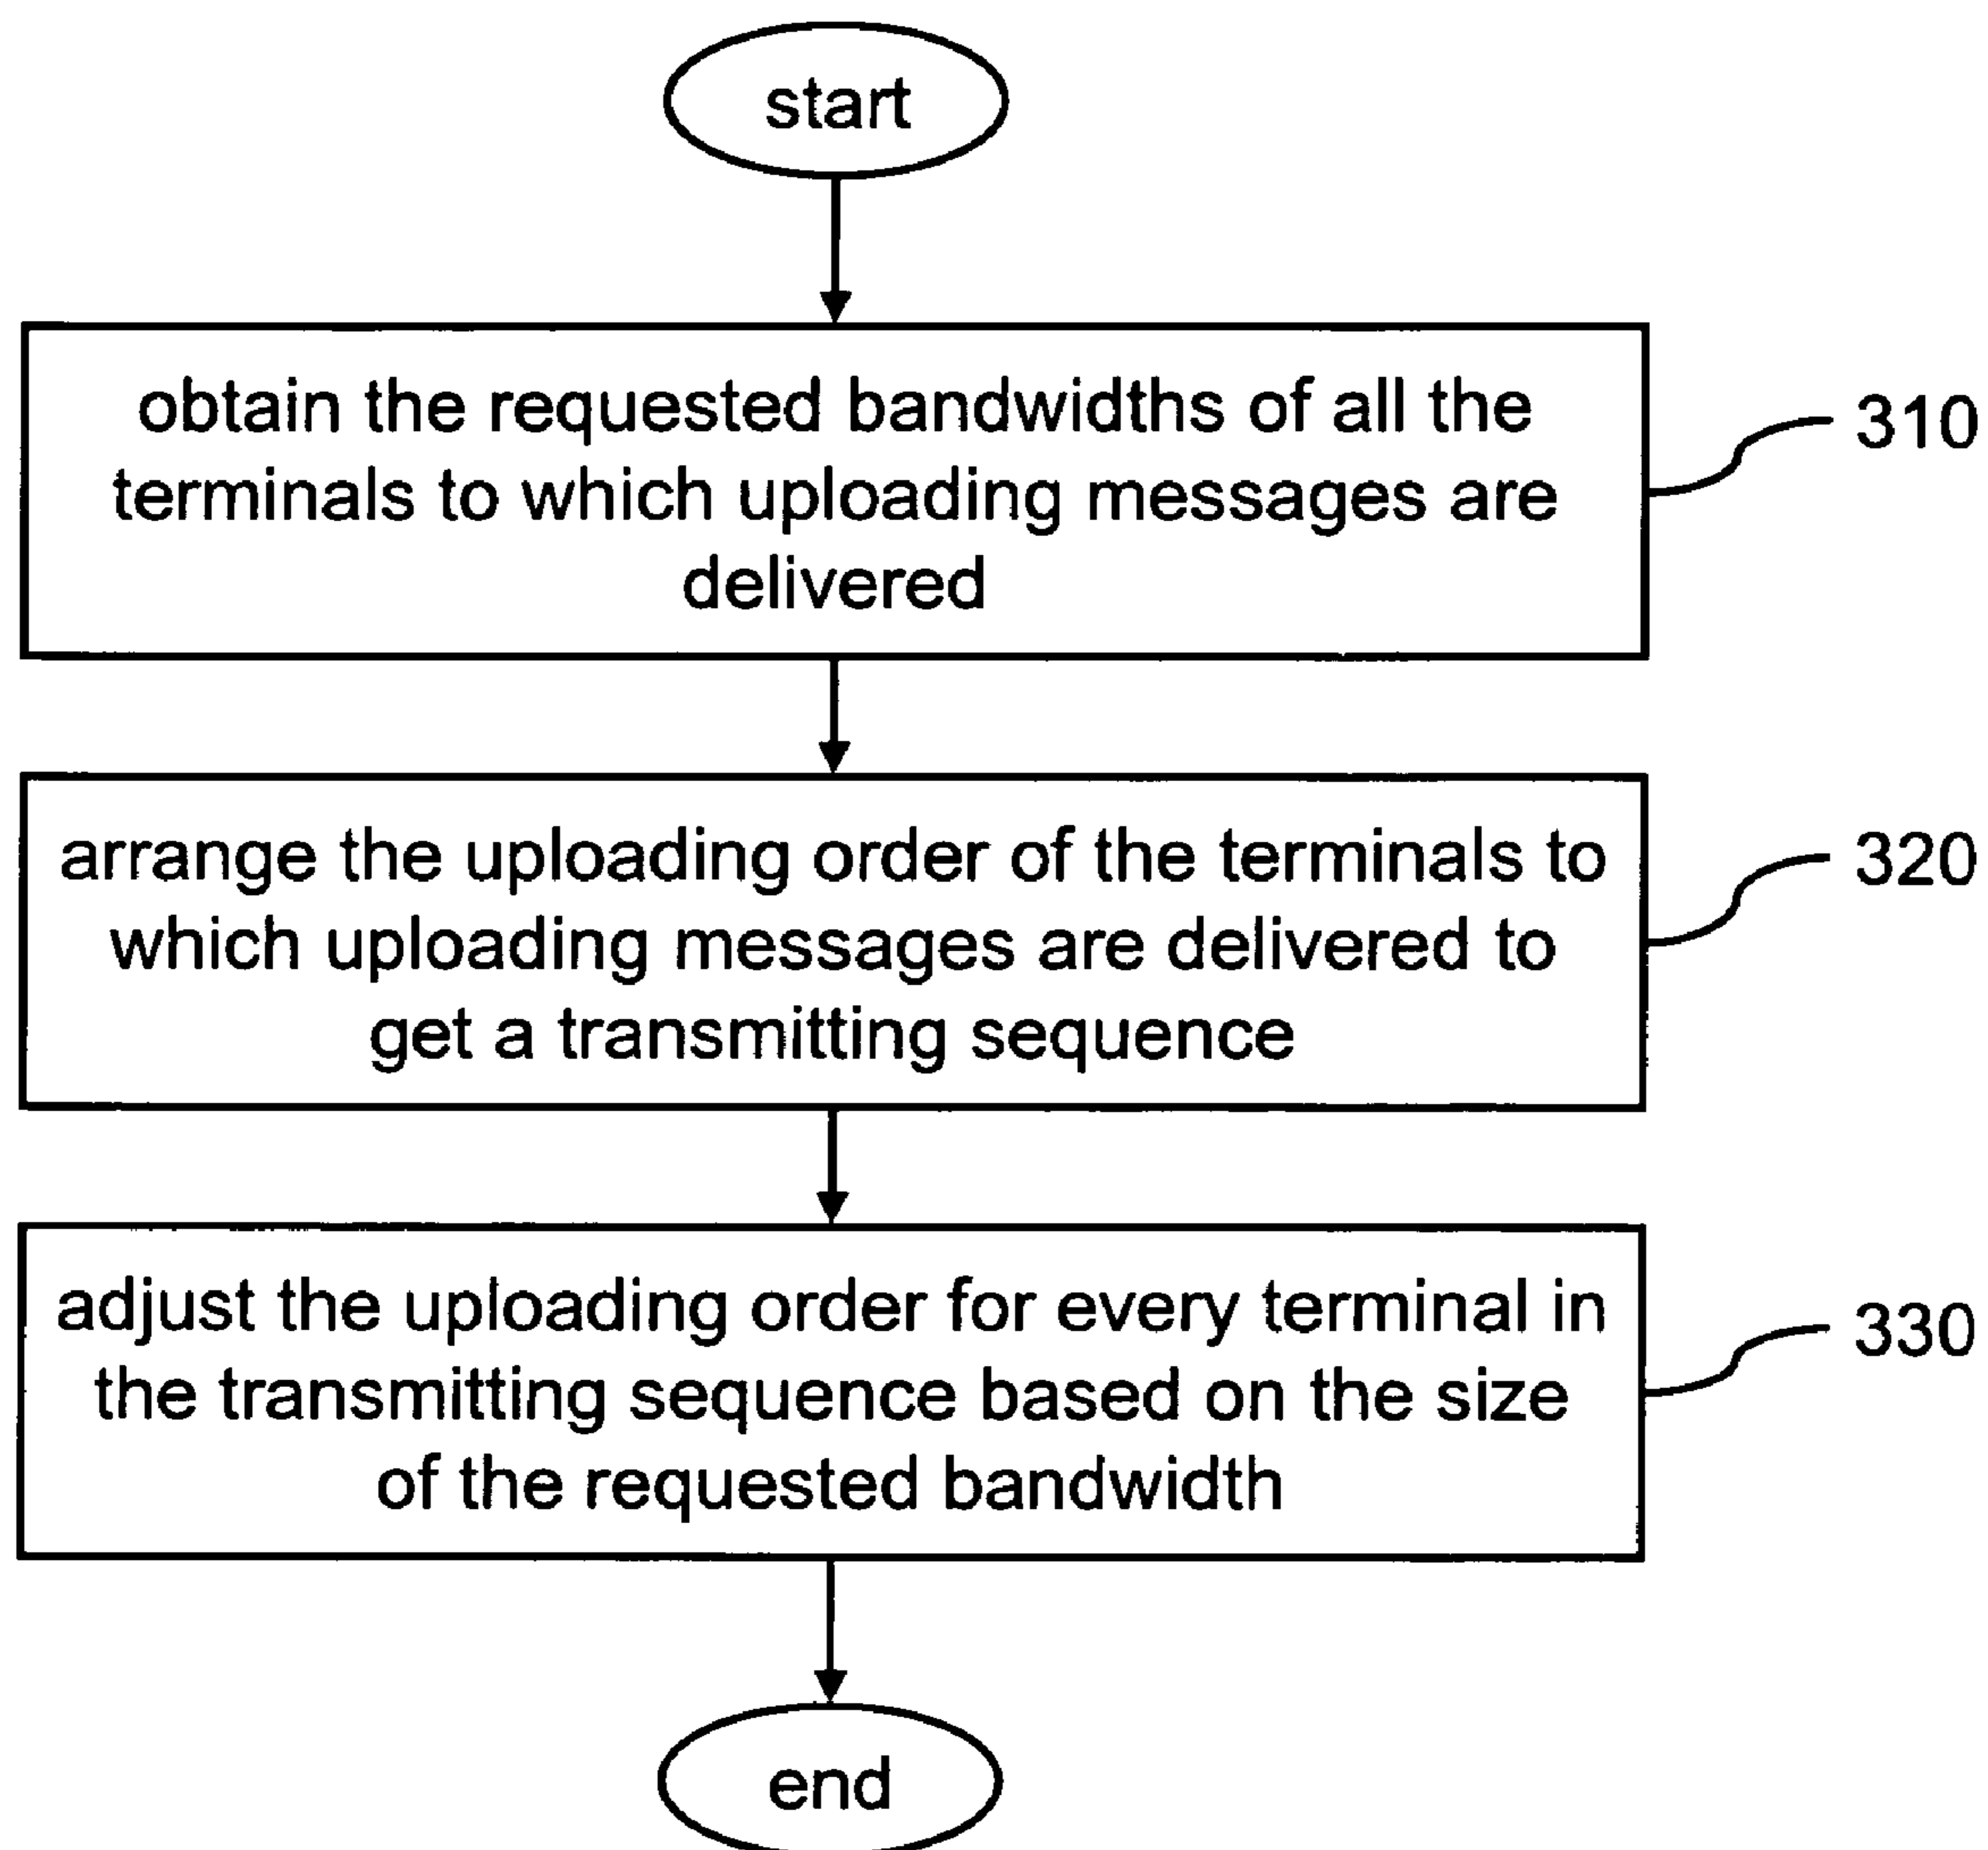 start
obtain the requested bandwidths of all the
terminals to which uploading messages are
delivered
310
arrange the uploading order of the terminals to
which uploading messages are delivered to
get a transmitting sequence
320
adjust the uploading order for every terminal in
the transmitting sequence based on the size
of the requested bandwidth
330
end